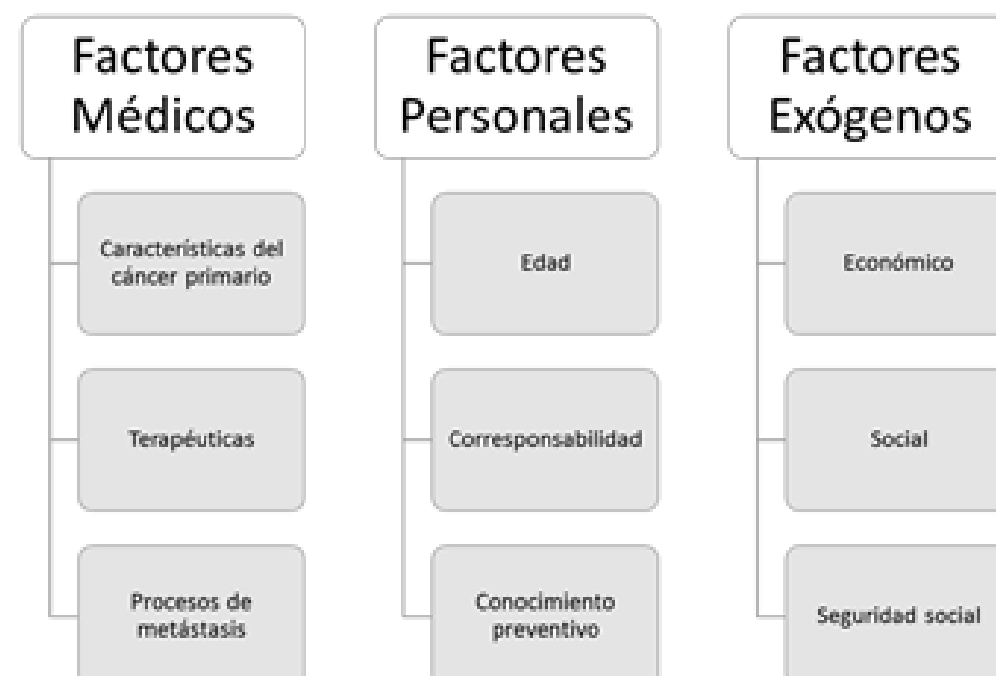 Factores
Médicos
Características del
cáncer primario
Terapéuticas
Procesos de
metástasis
Factores
Personales
Edad
Corresponsabilidad
Conocimiento
preventivo
Factores
Exógenos
Económico
Social
Seguridad social